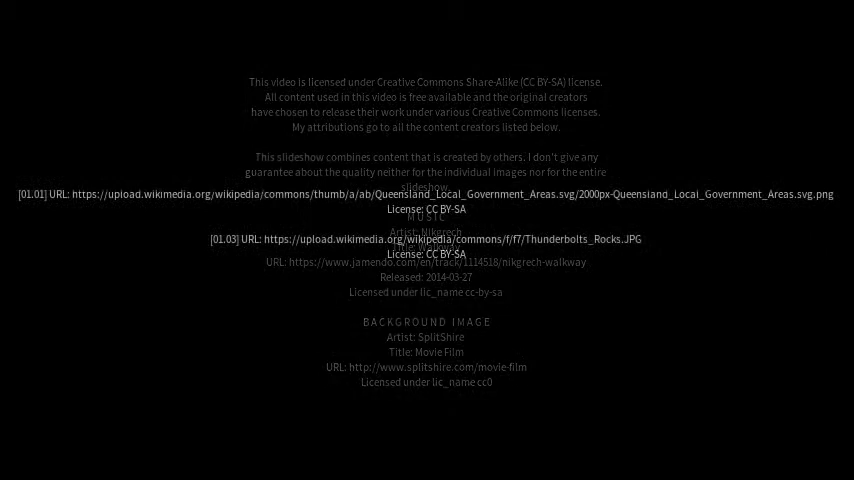 This video is licensed under Creative Commons Share-Alike (CC BY-SA) license.
All content used in this video is free available and the original creators
have chosen to release their work under various Creative Commons licenses.
My attributions go to all the content creators listed below.
This slideshow combines content that is created by others. I don't give any
guarantee about the quality neither for the individual images nor for the entire
slideshow.
[01.01] URL: https://upload.wikimedia.org/wikipedia/commons/thumb/a/ab/Queensland_Local_Government_Areas.svg/2000px-Queensland_Local_Government_Areas.svg.png
License: CC BY-SA
MUSIC
Artist: Nikgrech
[01.03] URL: https://upload.wikimedia.org/wikipedia/commons/f/f7/Thunderbolts_Rocks.JPG
Title: Walkway
License: CC BY-SA
URL: https://www.jamendo.com/en/track/1114518/nikgrech-walkway
Released: 2014-03-27
Licensed under lic_name cc-by-sa
BACKGROUND IMAGE
Artist: SplitShire
Title: Movie Film
URL: http://www.splitshire.com/movie-film
Licensed under lic_name cc0